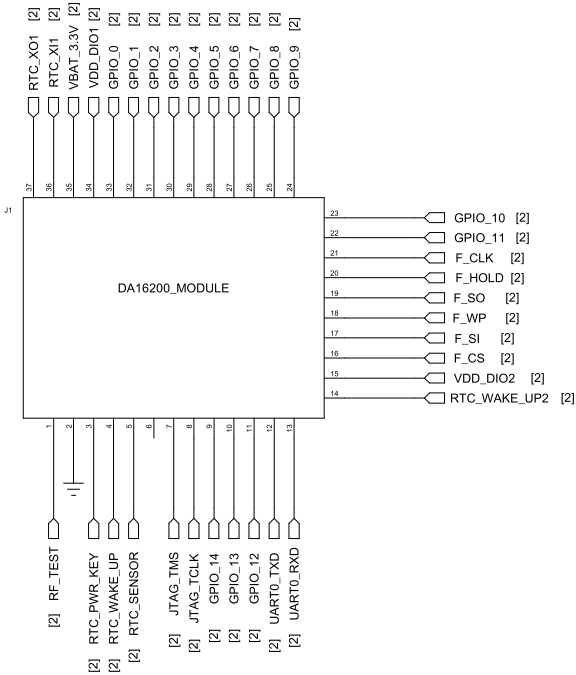 RTC_XO1 [2]
RTC_XI1 [2]
VBAT_3.3V [2]
VDD_DIO1 [2]
GPIO_0 [2]
GPIO_1 [2]
GPIO_2 [2]
GPIO_3 [2]
GPIO_4 [2]
GPIO_5 [2]
GPIO_6 [2]
GPIO_7 [2]
GPIO_8 [2]
GPIO_9 [2]
37
36
35
34
33
32
31
30
29
28
27
26
25
24
J1
DA16200_MODULE
23 GPIO_10 [2]
22 GPIO_11 [2]
21 F_CLK [2]
20 F_HOLD [2]
19 F_SO [2]
18 F_WP [2]
17 F_SI [2]
16 F_CS [2]
15 VDD_DIO2 [2]
14 RTC_WAKE_UP2 [2]
1
2
3
4
5
6
7
8
9
10
11
12
13
[2] RF_TEST
[2] RTC_PWR_KEY
[2] RTC_WAKE_UP
[2] RTC_SENSOR
[2] JTAG_TMS
[2] JTAG_TCLK
[2] GPIO_14
[2] GPIO_13
[2] GPIO_12
[2] UART0_TXD
[2] UART0_RXD